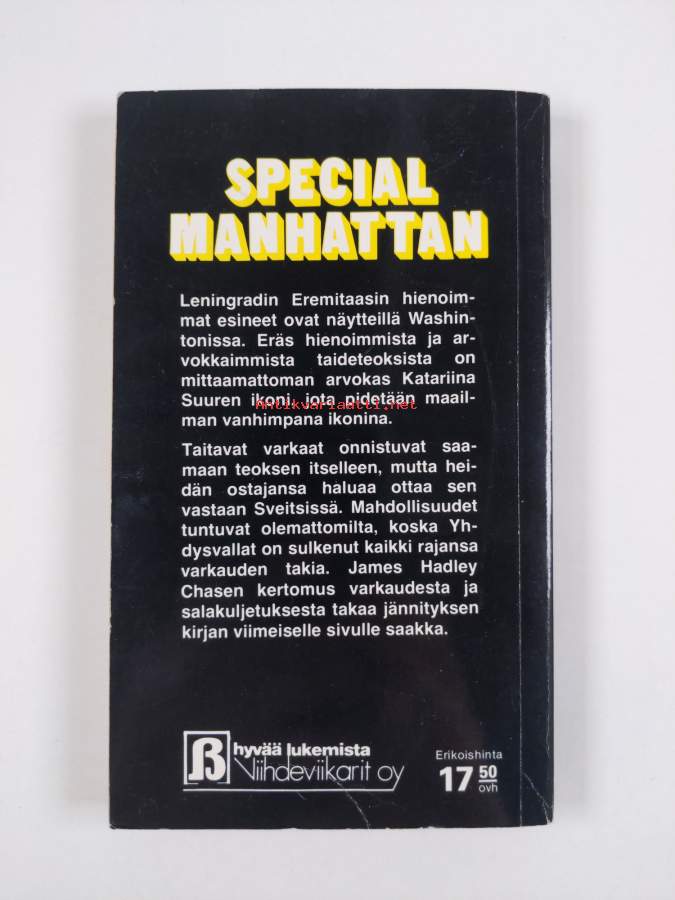 SPECIAL
MANHATTAN
Leningradin Eremitaasin hienoim-
mat esineet ovat näytteillä Washin-
tonissa. Eräs hienoimmista ja ar-
vokkaimmista taideteoksista on
mittaamattoman arvokas Katariina
Suuren ikoni, jota pidetään maail-
Antikvariaatti.net
man vanhimpana ikonina.
Taitavat varkaat onnistuvat saa-
maan teoksen itselleen, mutta hei-
dän ostajansa haluaa ottaa sen
vastaan Sveitsissä. Mahdollisuudet
tuntuvat olemattomilta, koska Yh-
dysvallat on sulkenut kaikki rajansa
varkauden takia. James Hadley
Chasen kertomus varkaudesta ja
salakuljetuksesta takaa jännityksen
kirjan viimeiselle sivulle saakka.
hyvää lukemista
Viihdeviikarit oy
Erikoishinta
17 50
ovh